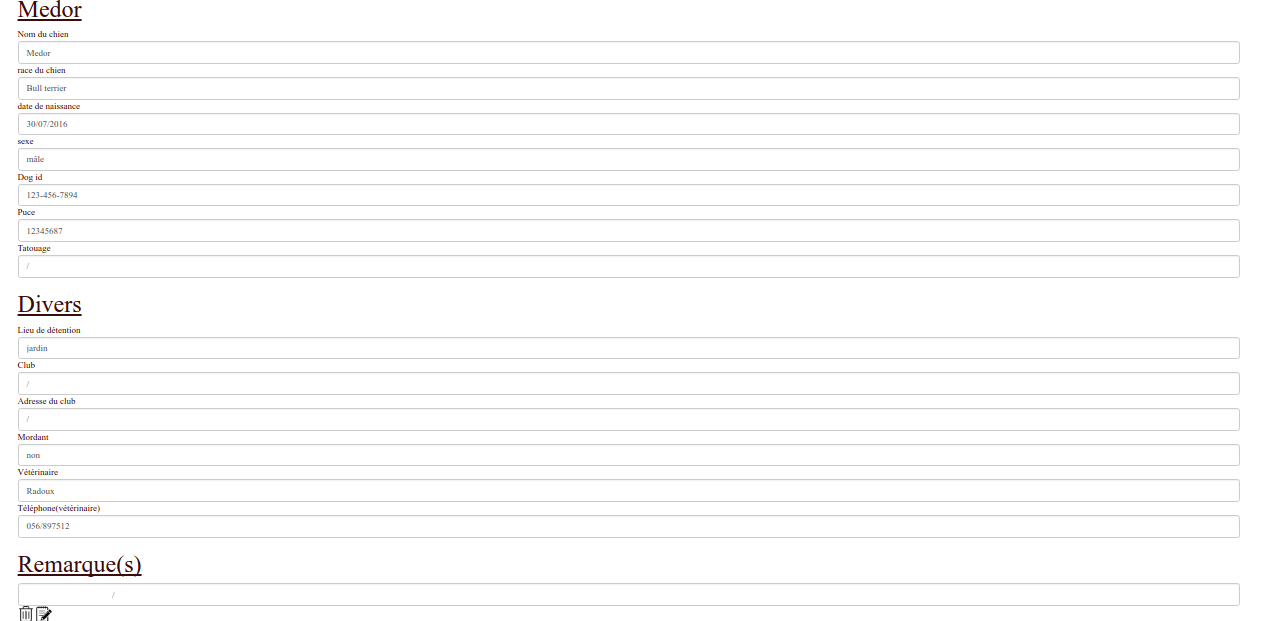 Medor
Nom du chien
Medor
race du chien
Bull terrier
date de naissance
30/07/2016
sexe
mâle
Dog id
123-456-7894
Puce
12345687
Tatouage
/
Divers
Lieu de détention
jardin
Club
/
Adresse du club
/
Mordant
non
Vétérinaire
Radoux
Téléphone(vétérinaire)
056/897512
Remarque(s)
/